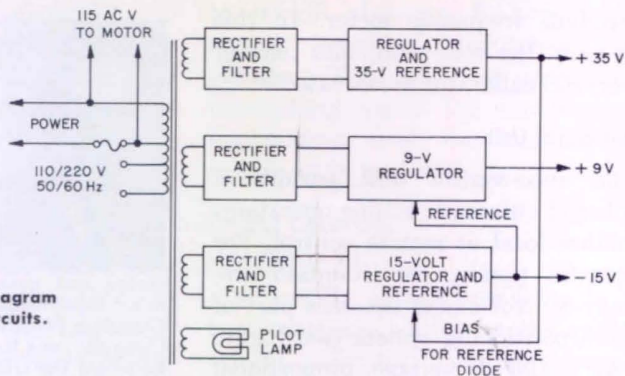 115 AC V
TO MOTOR
POWER
110/220 V
50/60 Hz
RECTIFIER
AND
FILTER
REGULATOR
AND
35-V REFERENCE
+ 35 V
RECTIFIER
AND
FILTER
9-V
REGULATOR
+ 9 V
REFERENCE
RECTIFIER
AND
FILTER
15-VOLT
REGULATOR AND
REFERENCE
- 15 V
PILOT
LAMP
BIAS
FOR REFERENCE
DIODE